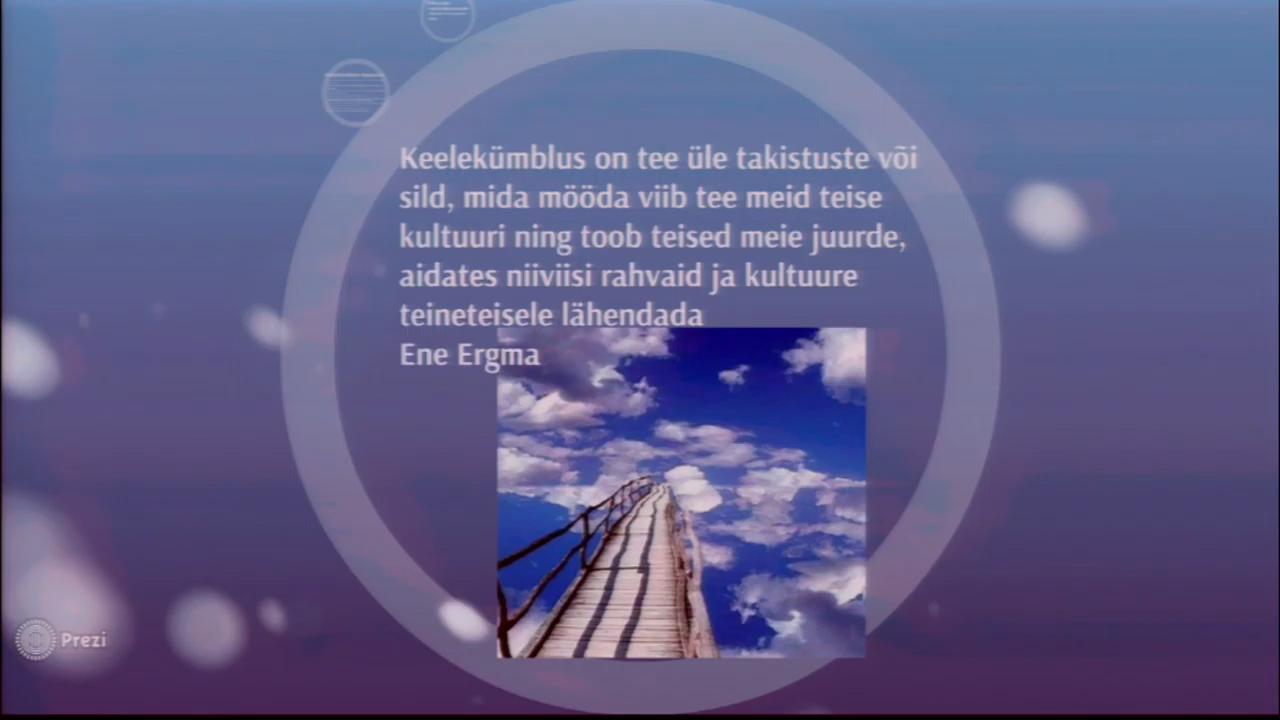 Keelekümblus on tee üle takistuste või
sild, mida mööda viib tee meid teise
kultuuri ning toob teised meie juurde,
aidates niiviisi rahvaid ja kultuure
teineteisele lähendada
Ene Ergma
Prezi